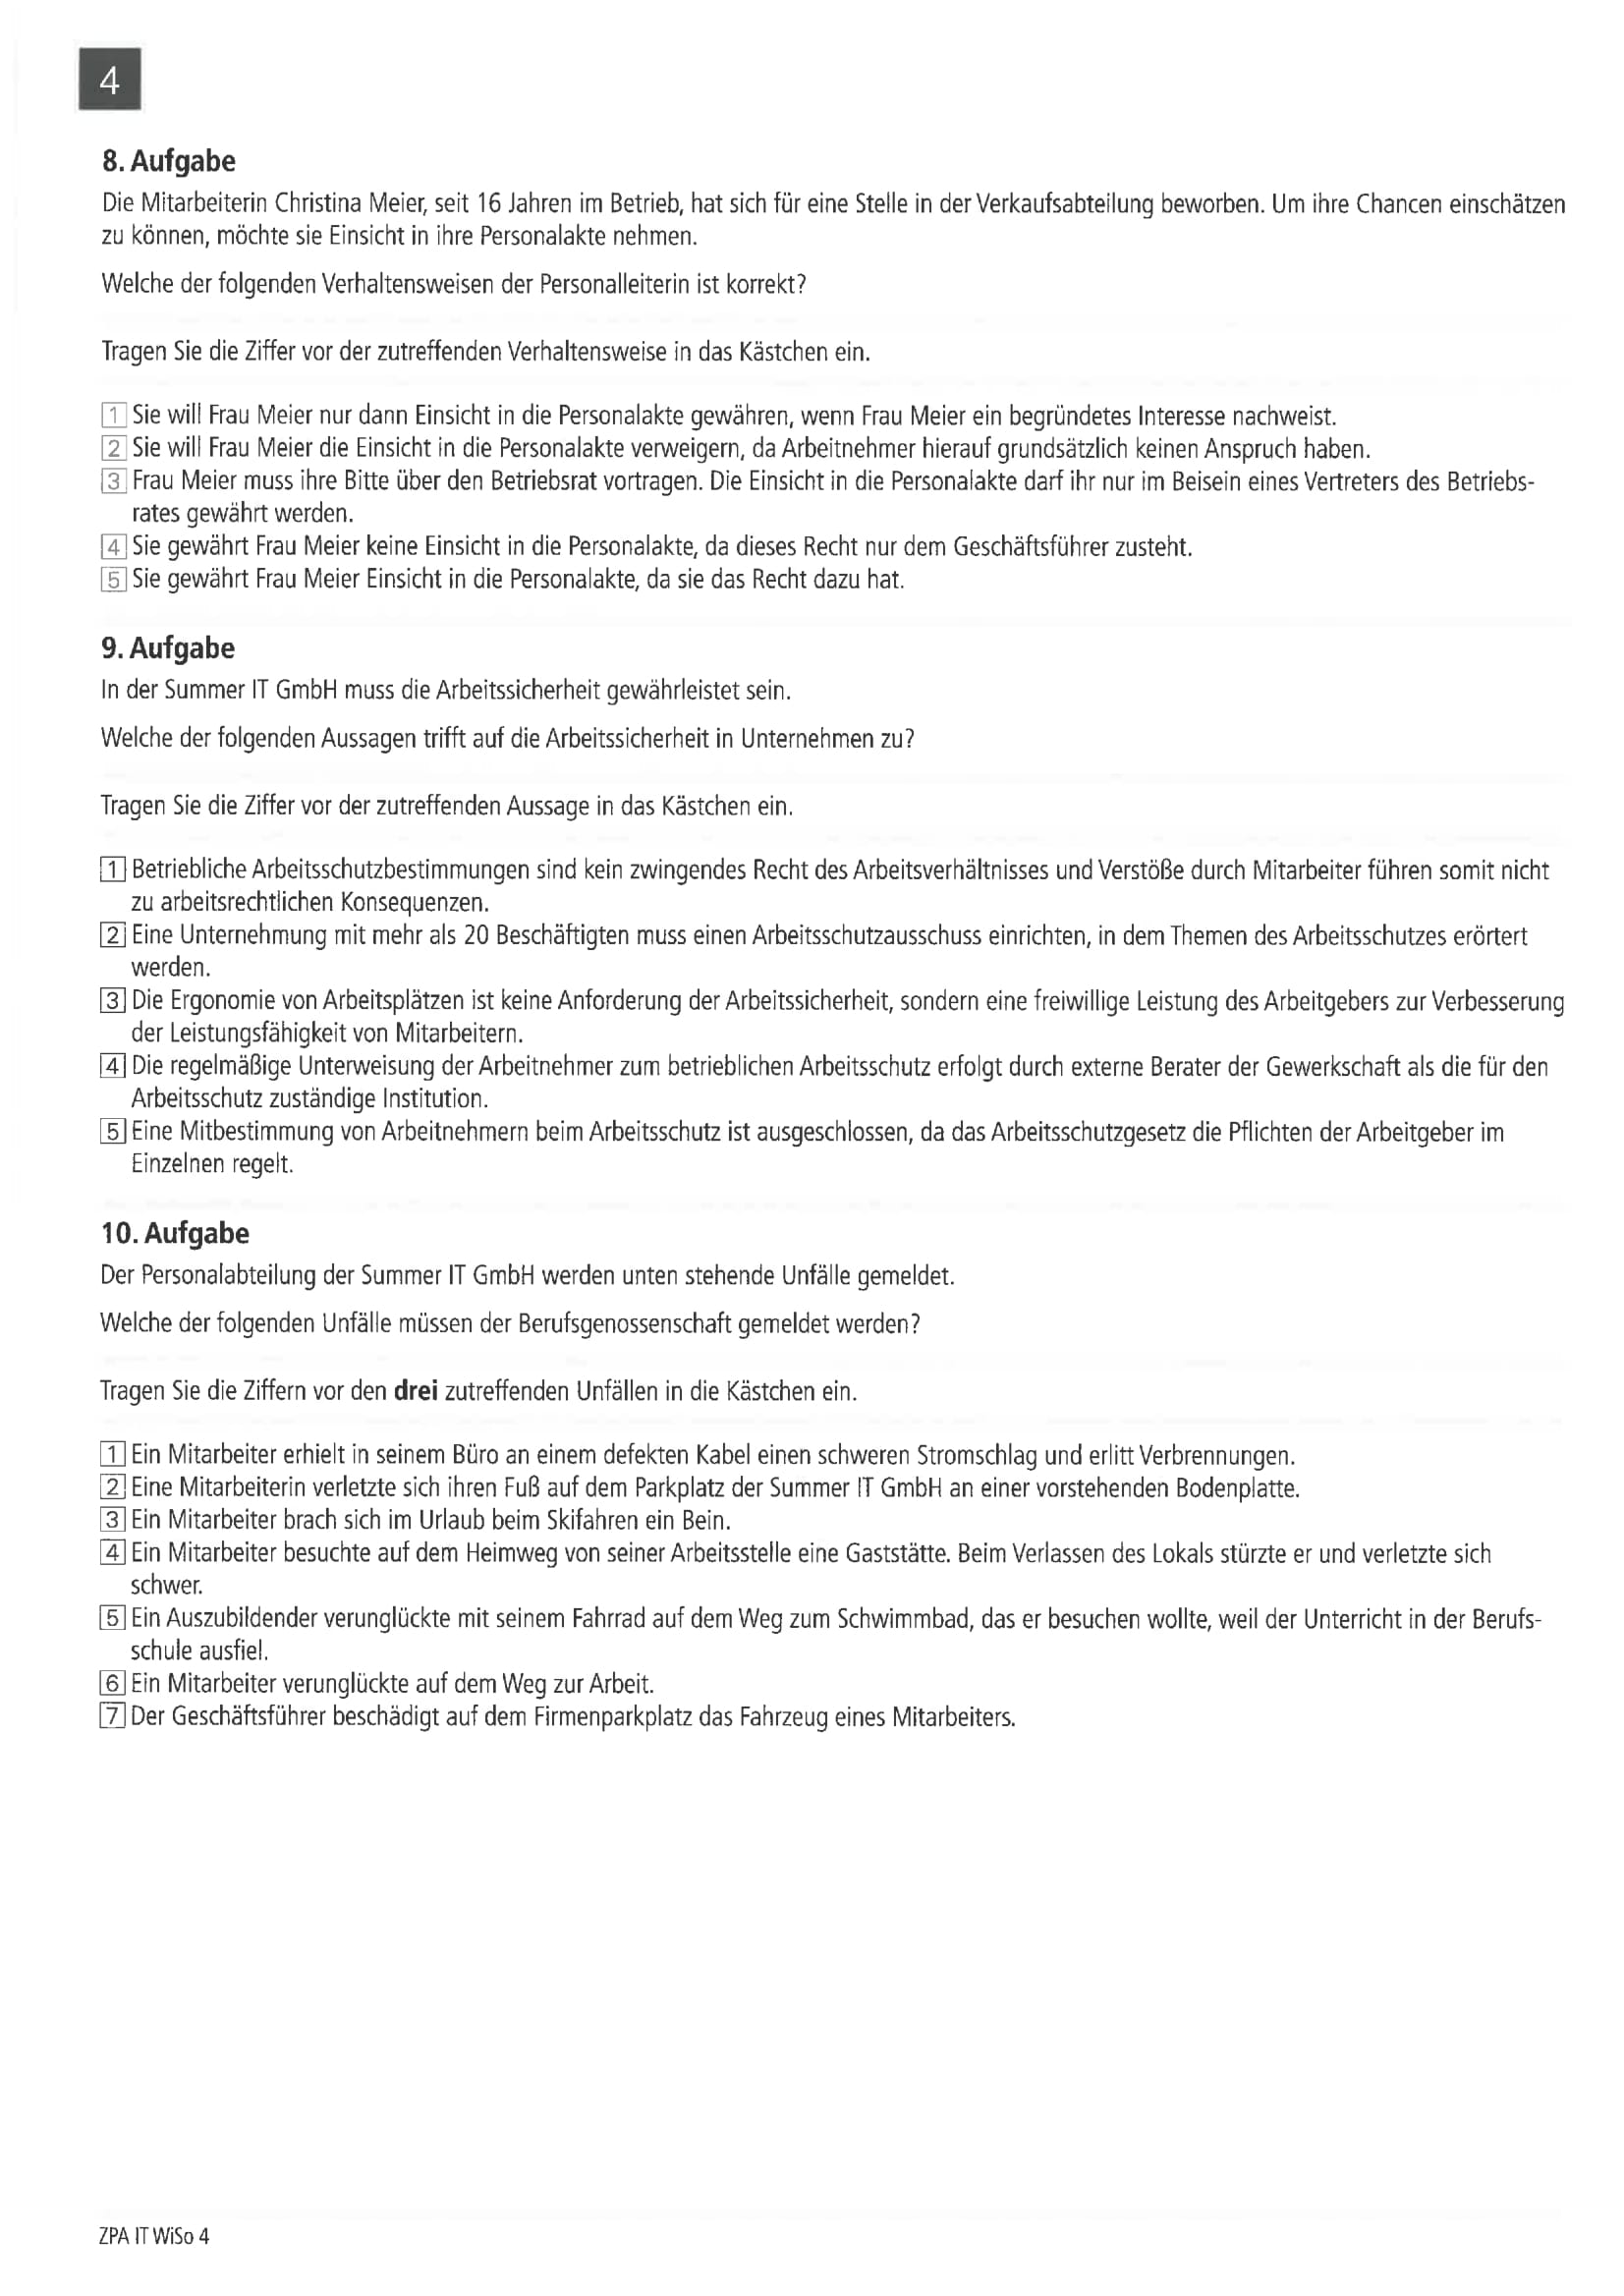 4
8. Aufgabe
Die Mitarbeiterin Christina Meier, seit 16 Jahren im Betrieb, hat sich für eine Stelle in der Verkaufsabteilung beworben. Um ihre Chancen einschätzen
zu können, möchte sie Einsicht in ihre Personalakte nehmen.
Welche der folgenden Verhaltensweisen der Personalleiterin ist korrekt?
Tragen Sie die Ziffer vor der zutreffenden Verhaltensweise in das Kästchen ein.
1 Sie will Frau Meier nur dann Einsicht in die Personalakte gewähren, wenn Frau Meier ein begründetes Interesse nachweist.
2 Sie will Frau Meier die Einsicht in die Personalakte verweigern, da Arbeitnehmer hierauf grundsätzlich keinen Anspruch haben.
3 Frau Meier muss ihre Bitte über den Betriebsrat vortragen. Die Einsicht in die Personalakte darf ihr nur im Beisein eines Vertreters des Betriebs-
rates gewährt werden.
4 Sie gewährt Frau Meier keine Einsicht in die Personalakte, da dieses Recht nur dem Geschäftsführer zusteht.
5 Sie gewährt Frau Meier Einsicht in die Personalakte, da sie das Recht dazu hat.
9. Aufgabe
In der Summer IT GmbH muss die Arbeitssicherheit gewährleistet sein.
Welche der folgenden Aussagen trifft auf die Arbeitssicherheit in Unternehmen zu?
Tragen Sie die Ziffer vor der zutreffenden Aussage in das Kästchen ein.
1 Betriebliche Arbeitsschutzbestimmungen sind kein zwingendes Recht des Arbeitsverhältnisses und Verstöße durch Mitarbeiter führen somit nicht
zu arbeitsrechtlichen Konsequenzen.
2 Eine Unternehmung mit mehr als 20 Beschäftigten muss einen Arbeitsschutzausschuss einrichten, in dem Themen des Arbeitsschutzes erörtert
werden.
3 Die Ergonomie von Arbeitsplätzen ist keine Anforderung der Arbeitssicherheit, sondern eine freiwillige Leistung des Arbeitgebers zur Verbesserung
der Leistungsfähigkeit von Mitarbeitern.
4 Die regelmäßige Unterweisung der Arbeitnehmer zum betrieblichen Arbeitsschutz erfolgt durch externe Berater der Gewerkschaft als die für den
Arbeitsschutz zuständige Institution.
5 Eine Mitbestimmung von Arbeitnehmern beim Arbeitsschutz ist ausgeschlossen, da das Arbeitsschutzgesetz die Pflichten der Arbeitgeber im
Einzelnen regelt.
10. Aufgabe
Der Personalabteilung der Summer IT GmbH werden unten stehende Unfälle gemeldet.
Welche der folgenden Unfälle müssen der Berufsgenossenschaft gemeldet werden?
Tragen Sie die Ziffern vor den drei zutreffenden Unfällen in die Kästchen ein.
1 Ein Mitarbeiter erhielt in seinem Büro an einem defekten Kabel einen schweren Stromschlag und erlitt Verbrennungen.
2 Eine Mitarbeiterin verletzte sich ihren Fuß auf dem Parkplatz der Summer IT GmbH an einer vorstehenden Bodenplatte.
3 Ein Mitarbeiter brach sich im Urlaub beim Skifahren ein Bein.
4 Ein Mitarbeiter besuchte auf dem Heimweg von seiner Arbeitsstelle eine Gaststätte. Beim Verlassen des Lokals stürzte er und verletzte sich
schwer.
5 Ein Auszubildender verunglückte mit seinem Fahrrad auf dem Weg zum Schwimmbad, das er besuchen wollte, weil der Unterricht in der Berufs-
schule ausfiel.
6 Ein Mitarbeiter verunglückte auf dem Weg zur Arbeit.
7 Der Geschäftsführer beschädigt auf dem Firmenparkplatz das Fahrzeug eines Mitarbeiters.
ZPA IT WiSo 4